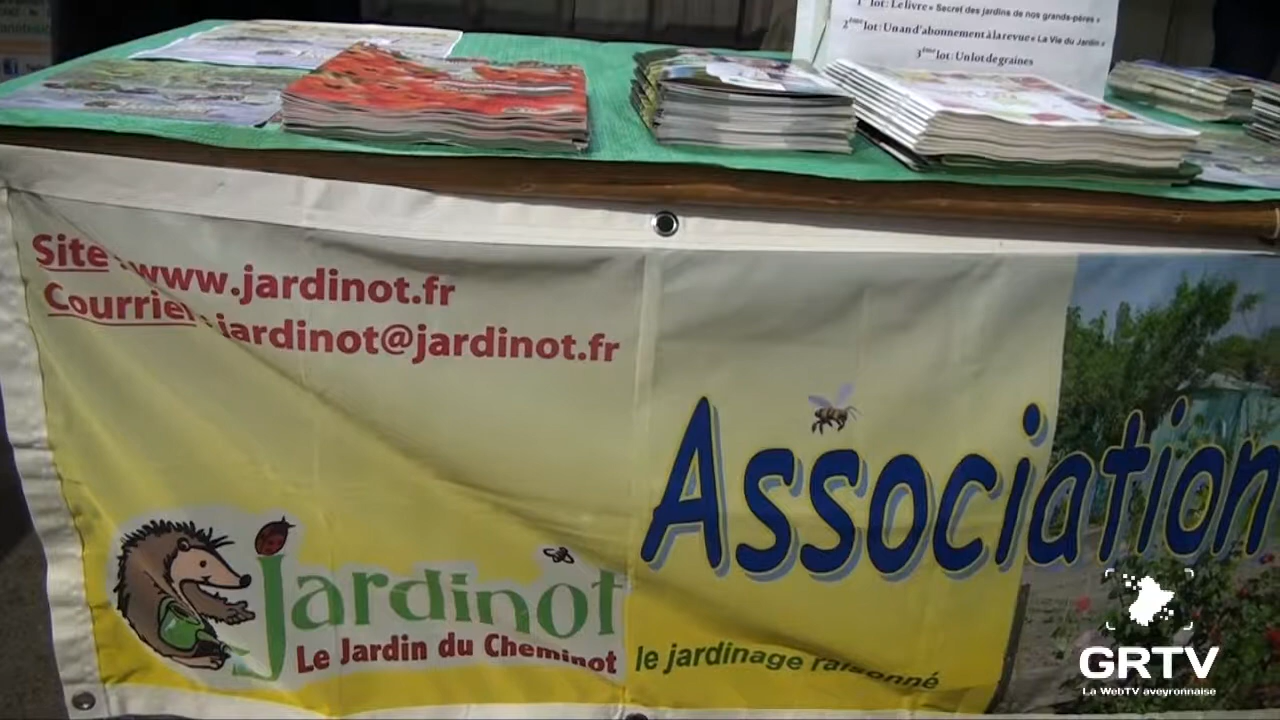 1er lot : Le livre « Secret des jardins de nos grands-pères »
2ème lot : Un and'abonnement à la revue « La Vie du Jardin »
3ème lot : Un lot de graines
Site : www.jardinot.fr
Courriel : jardinot@jardinot.fr
Association
Jardinot
Le Jardin du Cheminot
le jardinage raisonné
GRTV
La WebTV aveyronnaise